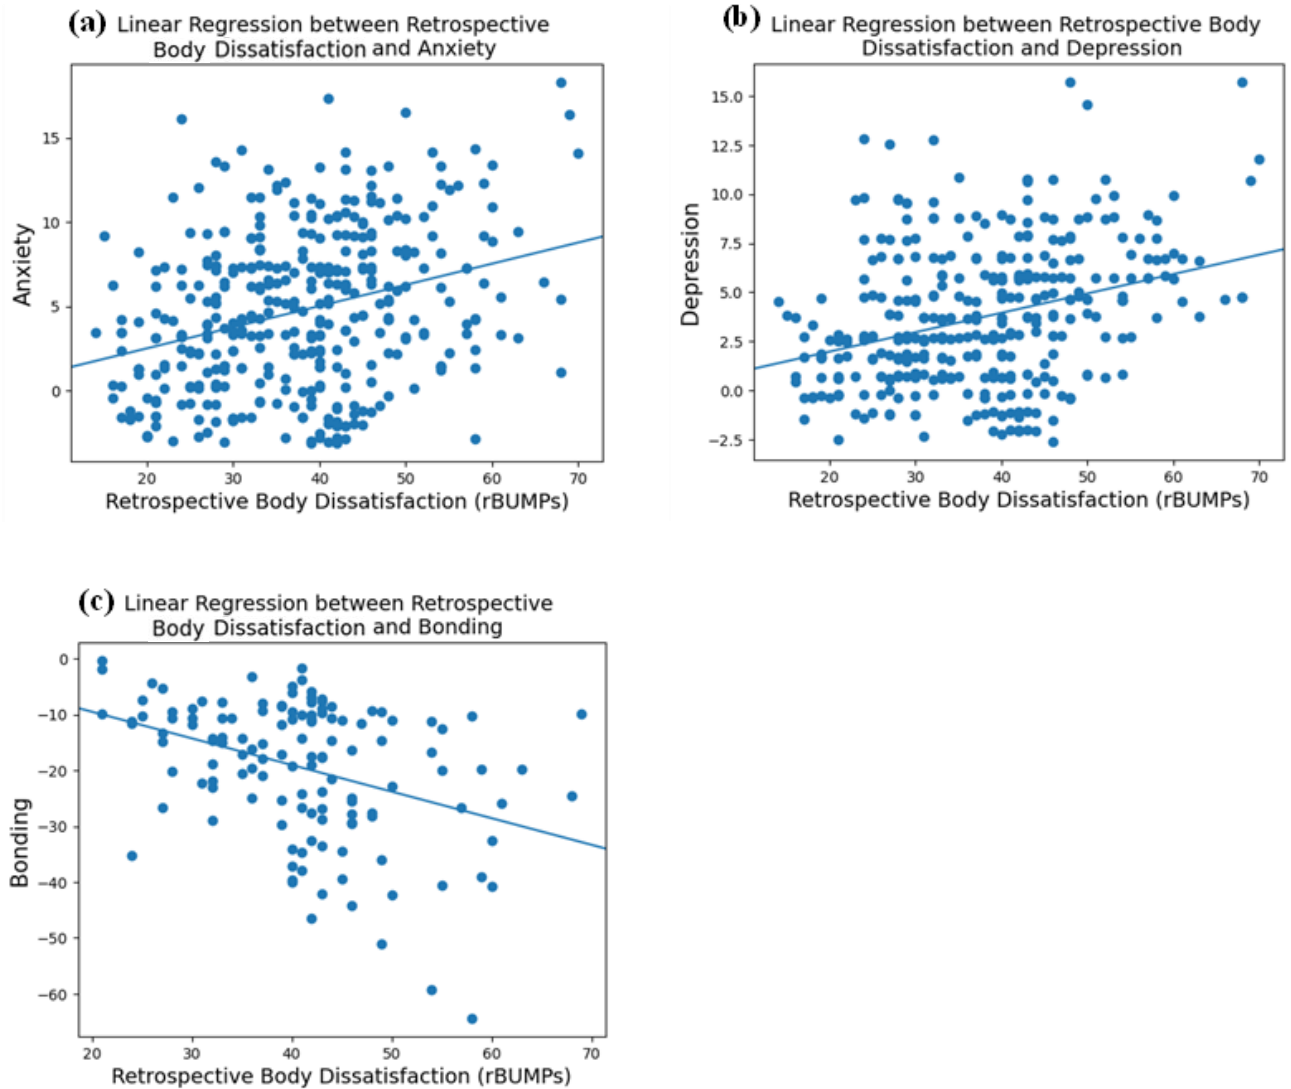 (a) Linear Regression between Retrospective
Body Dissatisfaction and Anxiety
15
10
5
0
Anxiety
20 30 40 50 60 70
Retrospective Body Dissatisfaction (rBUMPs)
(b) Linear Regression between Retrospective Body
Dissatisfaction and Depression
15.0
12.5
10.0
7.5
5.0
2.5
0.0
−2.5
Depression
20 30 40 50 60 70
Retrospective Body Dissatisfaction (rBUMPs)
(c) Linear Regression between Retrospective
Body Dissatisfaction and Bonding
0
−10
−20
−30
−40
−50
−60
Bonding
20 30 40 50 60 70
Retrospective Body Dissatisfaction (rBUMPs)